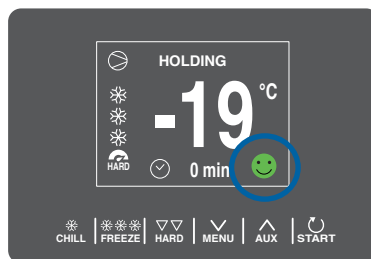 HOLDING
-19 °C
HARD
0 min
CHILL
FREEZE
HARD
MENU
AUX
START